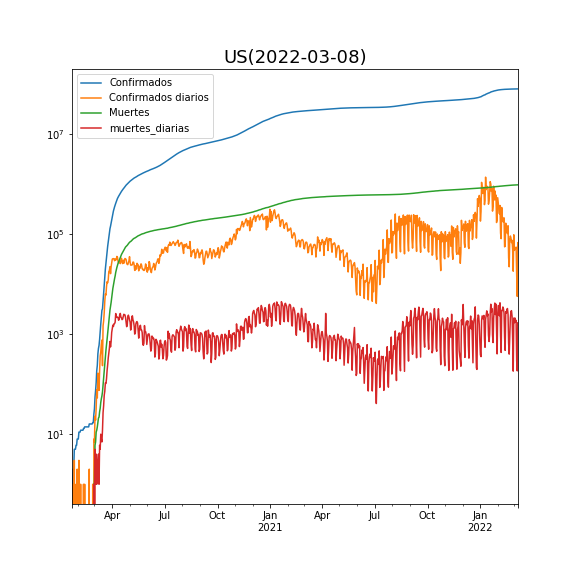 US(2022-03-08)
Confirmados
Confirmados diarios
Muertes
muertes_diarias
10^7
10^5
10^3
10^1
Apr Jul Oct Jan Apr Jul Oct Jan
2021 2022